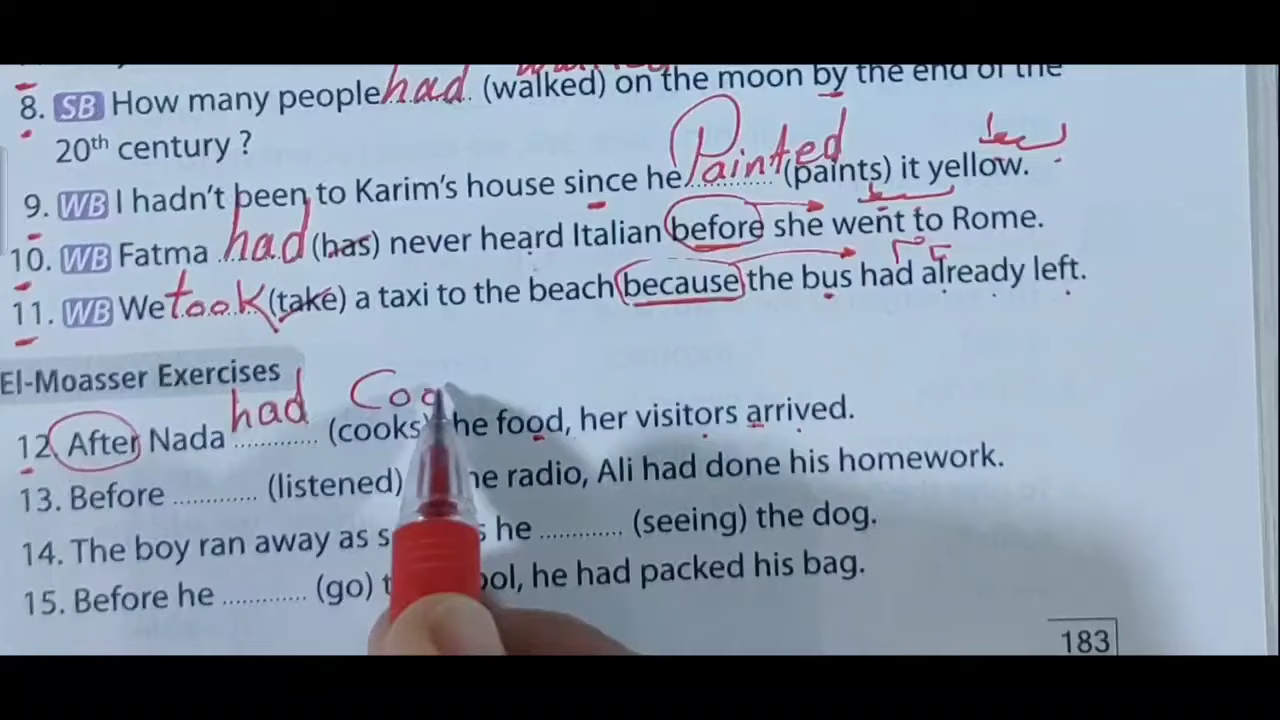 8. SB How many people had (walked) on the moon by the end of the
20th century ?
9. WB I hadn't been to Karim's house since he Painted (paints) it yellow.
10. WB Fatma had (has) never heard Italian before she went to Rome.
11. WB We took (take) a taxi to the beach because the bus had already left.
El-Moasser Exercises
had Coo
12. After Nada ............ (cooks) he food, her visitors arrived.
13. Before ............ (listened) he radio, Ali had done his homework.
14. The boy ran away as s s he ............ (seeing) the dog.
15. Before he ............ (go) t ool, he had packed his bag.
183